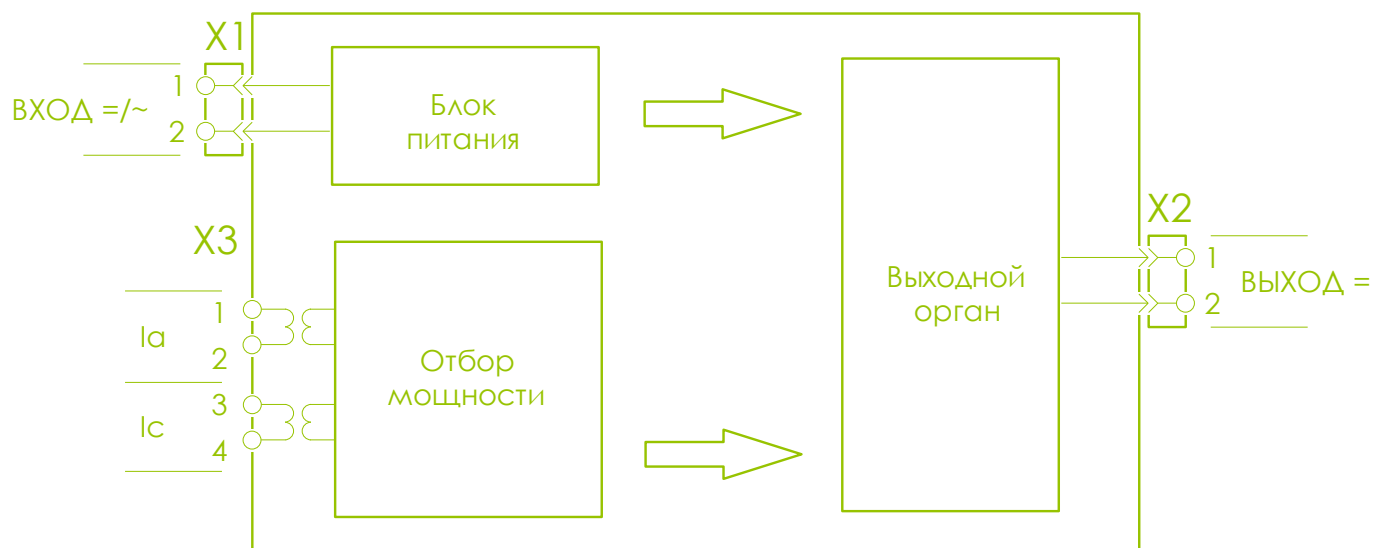 X1
1
ВХОД =/~
2
Блок
питания
X3
1
Ia
2
3
Ic
4
Отбор
мощности
Выходной
орган
X2
1
ВЫХОД =
2